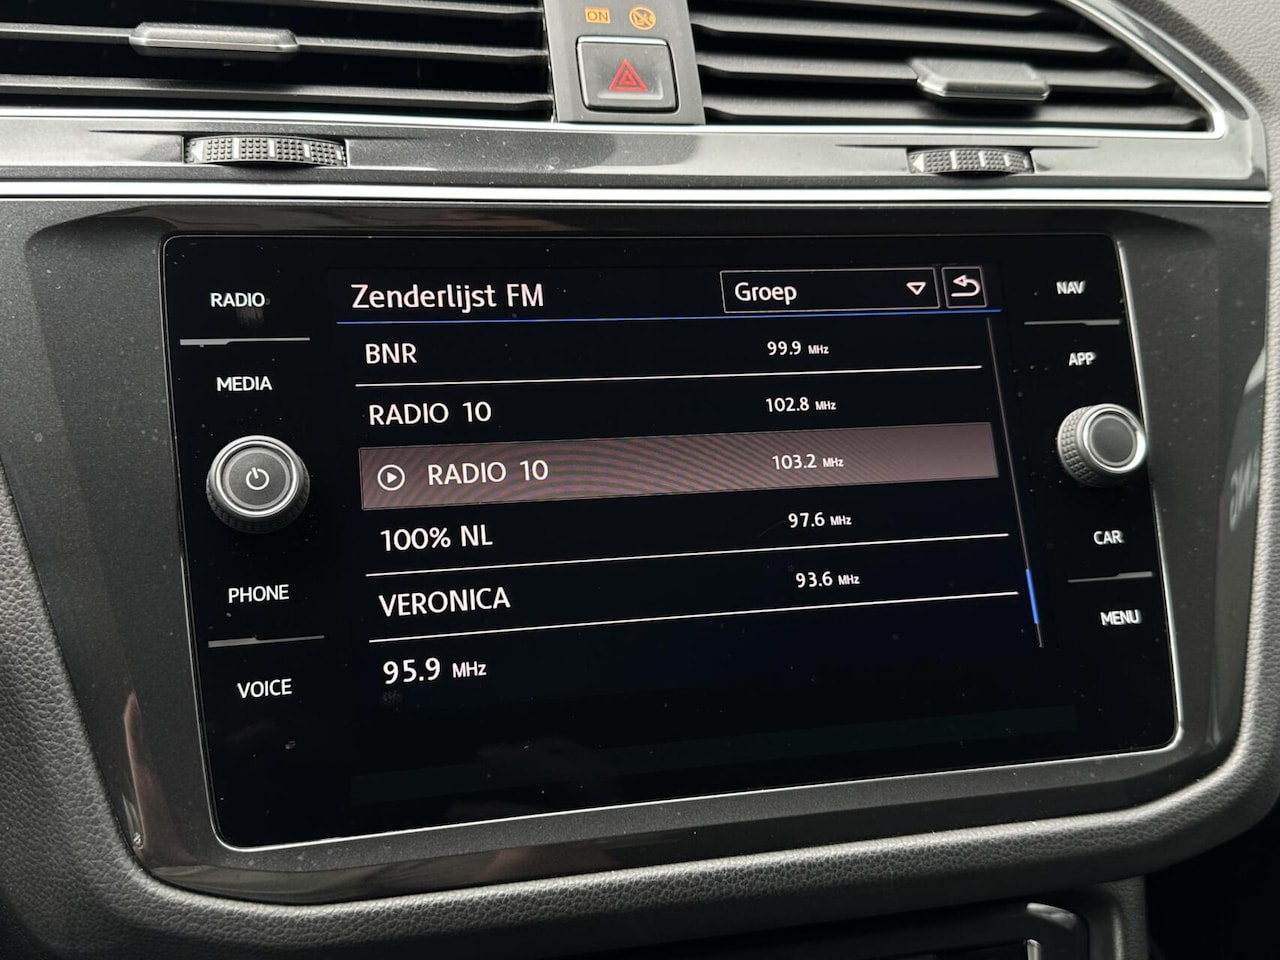 ON
RADIO
MEDIA
PHONE
VOICE
Zenderlijst FM
Groep
BNR 99.9 MHz
RADIO 10 102.8 MHz
RADIO 10 103.2 MHz
100% NL 97.6 MHz
VERONICA 93.6 MHz
95.9 MHz
NAV
APP
CAR
MENU